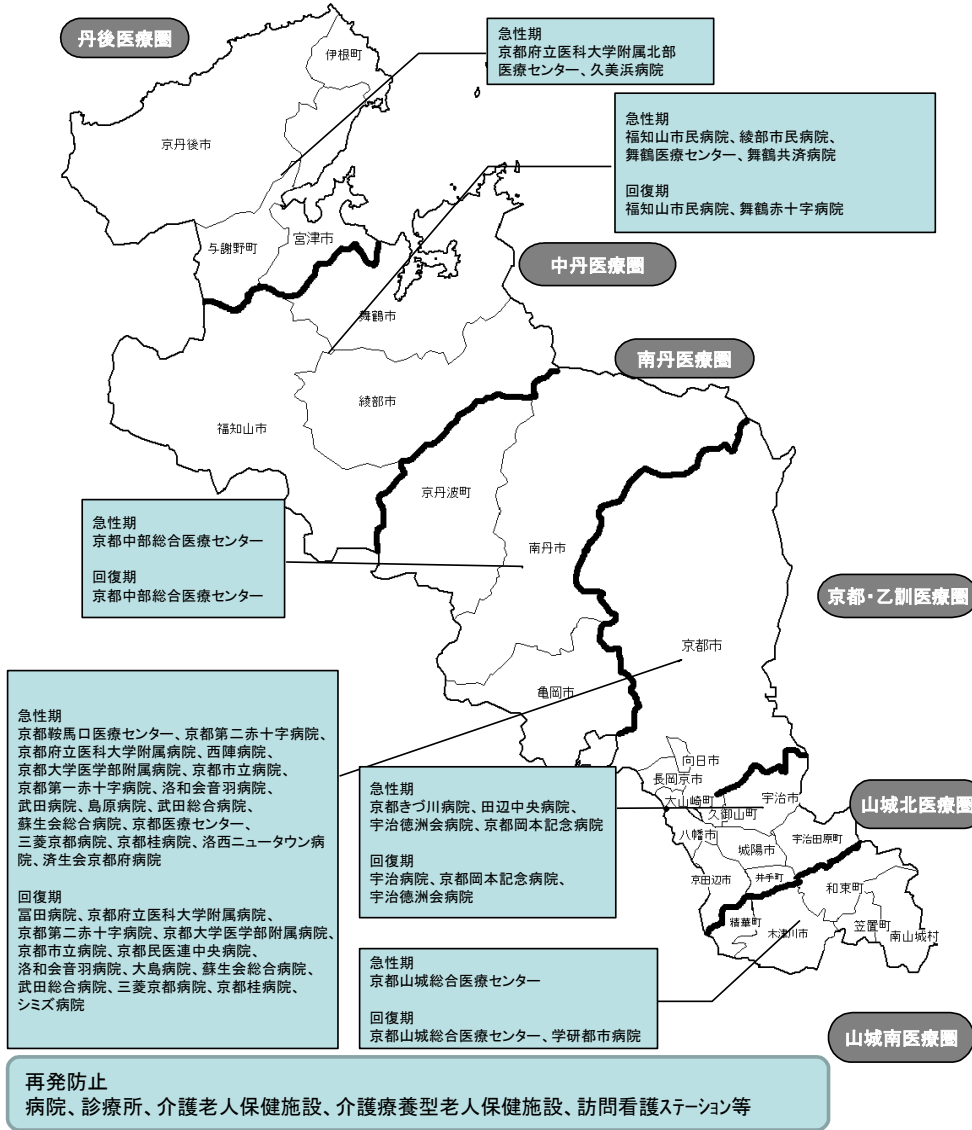 丹後医療圏
急性期
京都府立医科大学附属北部
医療センター、久美浜病院
伊根町
京丹後市
急性期
福知山市民病院、綾部市民病院、
舞鶴医療センター、舞鶴共済病院
回復期
福知山市民病院、舞鶴赤十字病院
与謝野町
宮津市
中丹医療圏
舞鶴市
南丹医療圏
綾部市
福知山市
京丹波町
急性期
京都中部総合医療センター
回復期
京都中部総合医療センター
南丹市
京都・乙訓医療圏
京都市
亀岡市
急性期
京都鞍馬口医療センター、京都第二赤十字病院、
京都府立医科大学附属病院、西陣病院、
京都大学医学部附属病院、京都市立病院、
京都第一赤十字病院、洛和会音羽病院、
武田病院、島原病院、武田総合病院、
蘇生会総合病院、京都医療センター、
三菱京都病院、京都桂病院、洛西ニュータウン病
院、済生会京都府病院
回復期
冨田病院、京都府立医科大学附属病院、
京都第二赤十字病院、京都大学医学部附属病院、
京都市立病院、京都民医連中央病院、
洛和会音羽病院、大島病院、蘇生会総合病院、
武田総合病院、三菱京都病院、京都桂病院、
シミズ病院
向日市
長岡京市
大山崎町
宇治市
久御山町
山城北医療圏
急性期
京都きづ川病院、田辺中央病院、
宇治徳洲会病院、京都岡本記念病院
回復期
宇治病院、京都岡本記念病院、
宇治徳洲会病院
八幡市
城陽市
宇治田原町
京田辺市
井手町
和束町
精華町
木津川市
笠置町
南山城村
急性期
京都山城総合医療センター
回復期
京都山城総合医療センター、学研都市病院
山城南医療圏
再発防止
病院、診療所、介護老人保健施設、介護療養型老人保健施設、訪問看護ステーション等